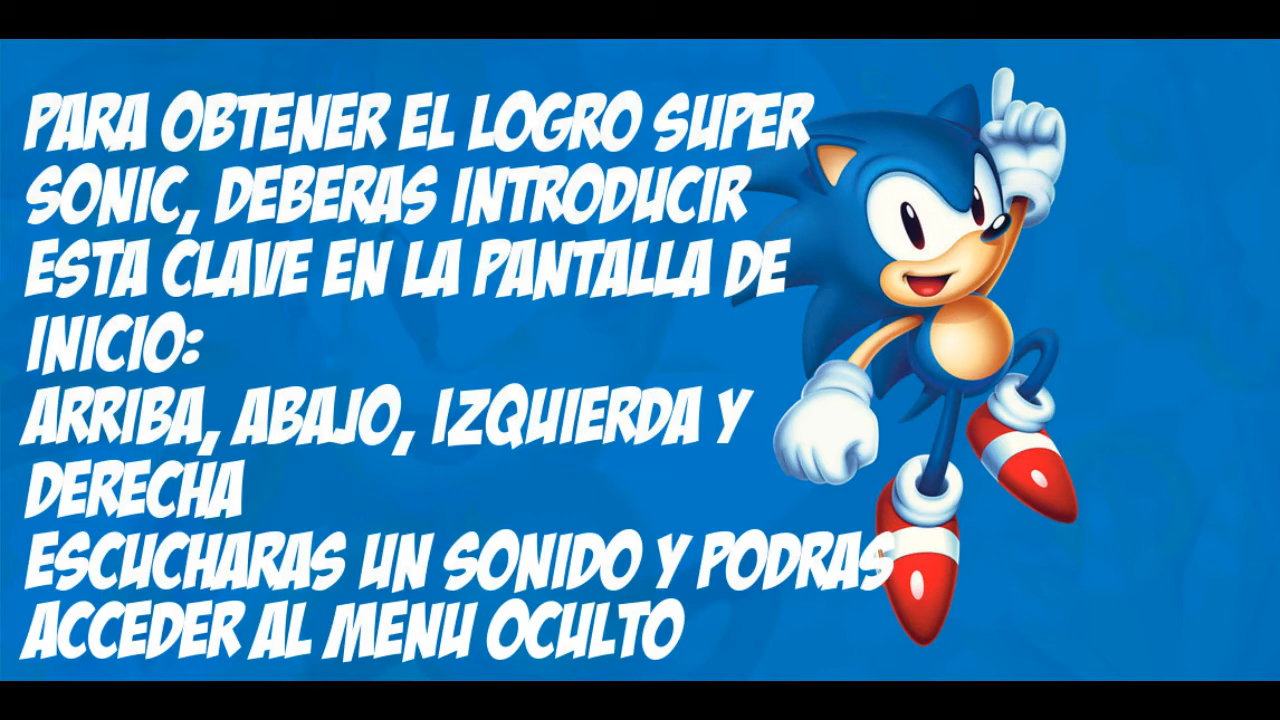 PARA OBTENER EL LOGRO SUPER
SONIC, DEBERAS INTRODUCIR
ESTA CLAVE EN LA PANTALLA DE
INICIO:
ARRIBA, ABAJO, IZQUIERDA Y
DERECHA
ESCUCHARAS UN SONIDO Y PODRAS
ACCEDER AL MENU OCULTO